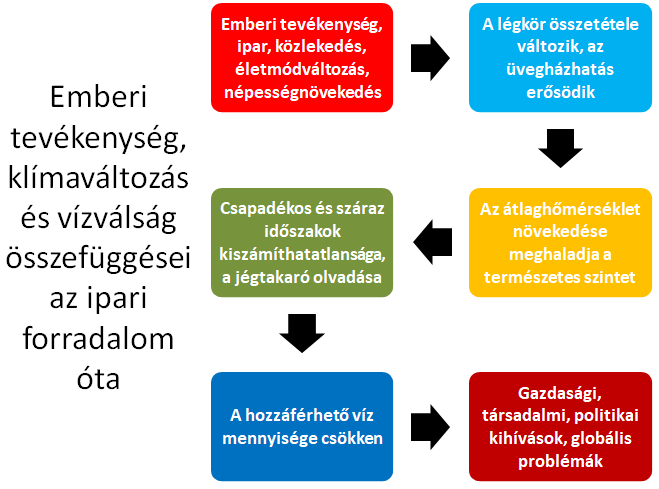 Emberi
tevékenység,
klímaváltozás
és vízválság
összefüggései
az ipari
forradalom
óta
Emberi tevékenység,
ipar, közlekedés,
életmódváltozás,
népességnövekedés
A légkör összetétele
változik, az
üvegházhatás
erősödik
Az átlaghőmérséklet
növekedése
meghaladja a
természetes szintet
Csapadékos és száraz
időszakok
kiszámíthatatlansága,
a jégtakaró olvadása
A hozzáférhető víz
mennyisége csökken
Gazdasági,
társadalmi, politikai
kihívások, globális
problémák